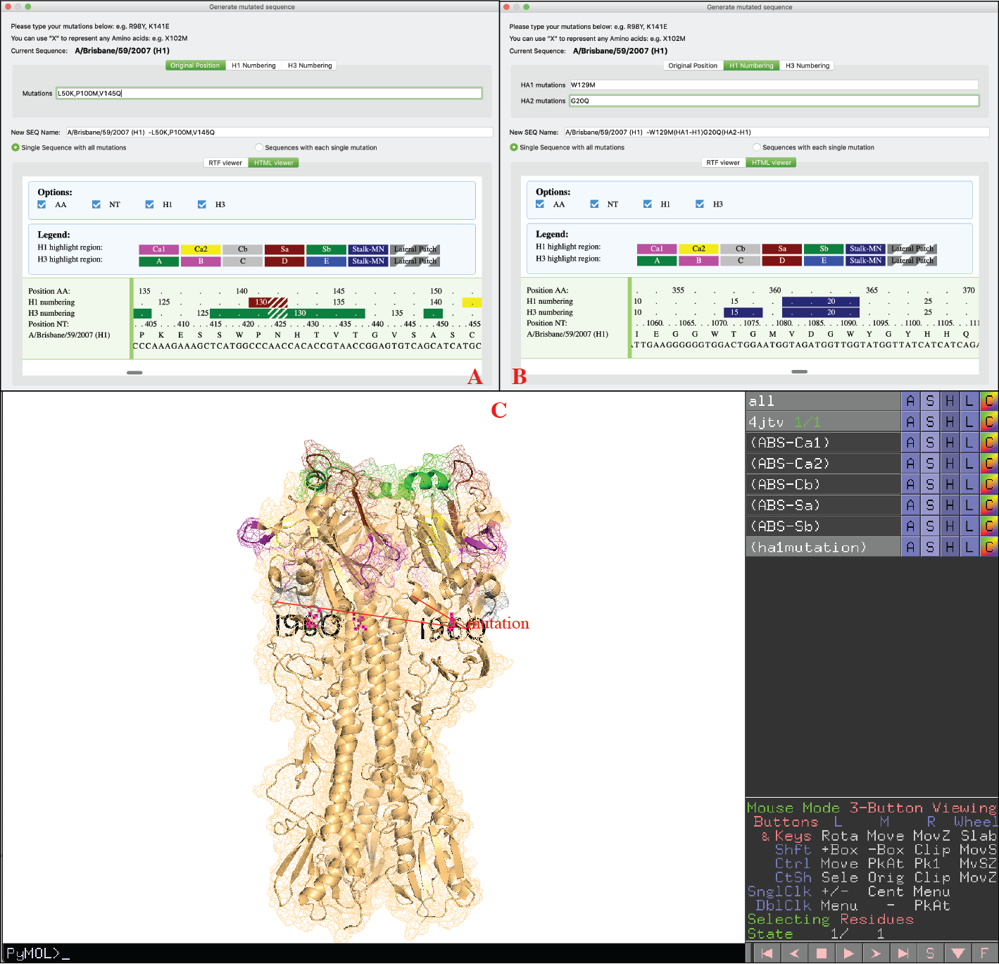 Generate mutated sequence
Please type your mutations below: e.g. R98Y, K141E
You can use "X" to represent any Amino acids: e.g. X102M
Current Sequence: A/Brisbane/59/2007 (H1)
Original Position H1 Numbering H3 Numbering
Mutations L50K,P100M,V145Q
New SEQ Name: A/Brisbane/59/2007 (H1) -L50K,P100M,V145Q
Single Sequence with all mutations Sequences with each single mutation
RTF viewer HTML viewer
Options:
AA NT H1 H3
Legend:
H1 highlight region: Ca1 Ca2 Cb Sa Sb Stalk-MN Lateral Patch
H3 highlight region: A B C D E Stalk-MN Lateral Patch
Position AA: 135 . . . . 140 . . . . 145 . . . . 150 . .
H1 numbering . 125 . . . . 130 . . . 135 . . . . 140 . .
H3 numbering . . . 125 . . . . 130 . . . . 135 . . .
Position NT: . . 405 . . 410 . . 415 . . 420 . . 425 . . 430 . . 435 . . 440 . . 445 . . 450 . . 455
A/Brisbane/59/2007 (H1) P K E S S W P N H T V T G V S A S C
CCCAAAGAAAGCTCATGGCCCAACCACACCGTAACCGGAGTGTCAGCATCATGC
A
Generate mutated sequence
Please type your mutations below: e.g. R98Y, K141E
You can use "X" to represent any Amino acids: e.g. X102M
Current Sequence: A/Brisbane/59/2007 (H1)
Original Position H1 Numbering H3 Numbering
HA1 mutations W129M
HA2 mutations G20Q
New SEQ Name: A/Brisbane/59/2007 (H1) -W129M(HA1-H1)G20Q(HA2-H1)
Single Sequence with all mutations Sequences with each single mutation
RTF viewer HTML viewer
Options:
AA NT H1 H3
Legend:
H1 highlight region: Ca1 Ca2 Cb Sa Sb Stalk-MN Lateral Patch
H3 highlight region: A B C D E Stalk-MN Lateral Patch
Position AA: . . 355 . . . . 360 . . . . 365 . . . . 370
H1 numbering 10 . . . . 15 . . . . 20 . . . . 25 . .
H3 numbering 10 . . . . 15 . . . . 20 . . . . 25 . .
Position NT: . . 1060. . 1065. . 1070. . 1075. . 1080. . 1085. . 1090. . 1095. . 1100. . 1105. . 111
A/Brisbane/59/2007 (H1) I E G G W T G M V D G W Y G Y H H Q
ATTGAAGGGGGGTGGACTGGAATGGTAGATGGTTGGTATGGTTATCATCATCAGA
B
C
196Q 196Q
mutation
all A S H L C
4jtv 1/1 A S H L C
(ABS-Ca1) A S H L C
(ABS-Ca2) A S H L C
(ABS-Cb) A S H L C
(ABS-Sa) A S H L C
(ABS-Sb) A S H L C
(ha1mutation) A S H L C
Mouse Mode 3-Button Viewing
Buttons L M R Wheel
& Keys Rota Move MovZ Slab
Shft +Box -Box Clip MovS
Ctrl Move PkAt Pk1 MvSZ
CtSh Sele Orig Clip MovZ
SnglClk +/- Cent Menu
DblClk Menu - PkAt
Selecting Residues
State 1/ 1
S F
PyMOL>_